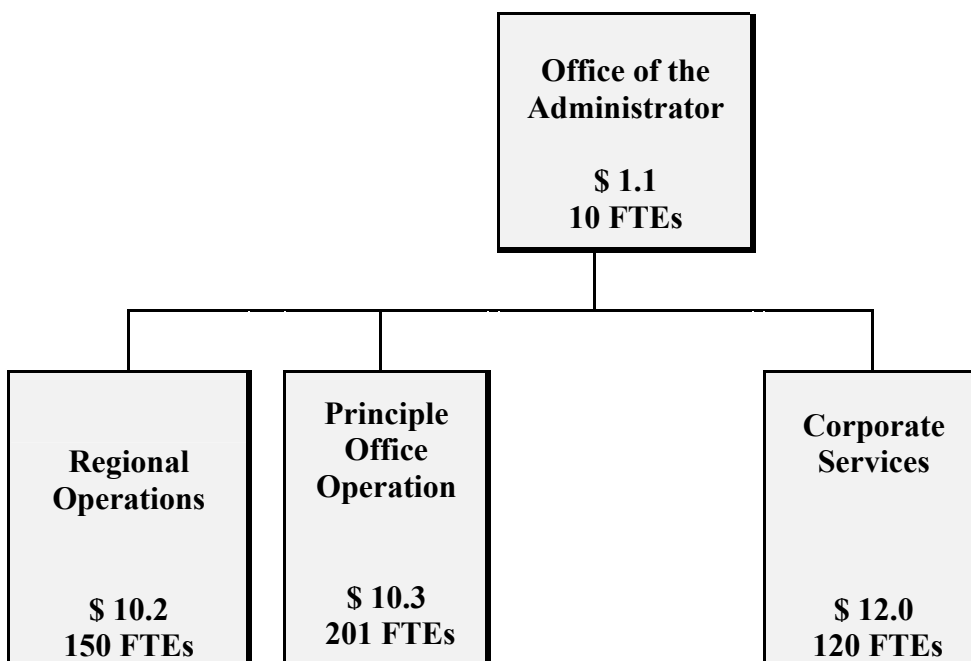 Office of the
Administrator
$ 1.1
10 FTEs
Regional
Operations
$ 10.2
150 FTEs
Principle
Office
Operation
$ 10.3
201 FTEs
Corporate
Services
$ 12.0
120 FTEs